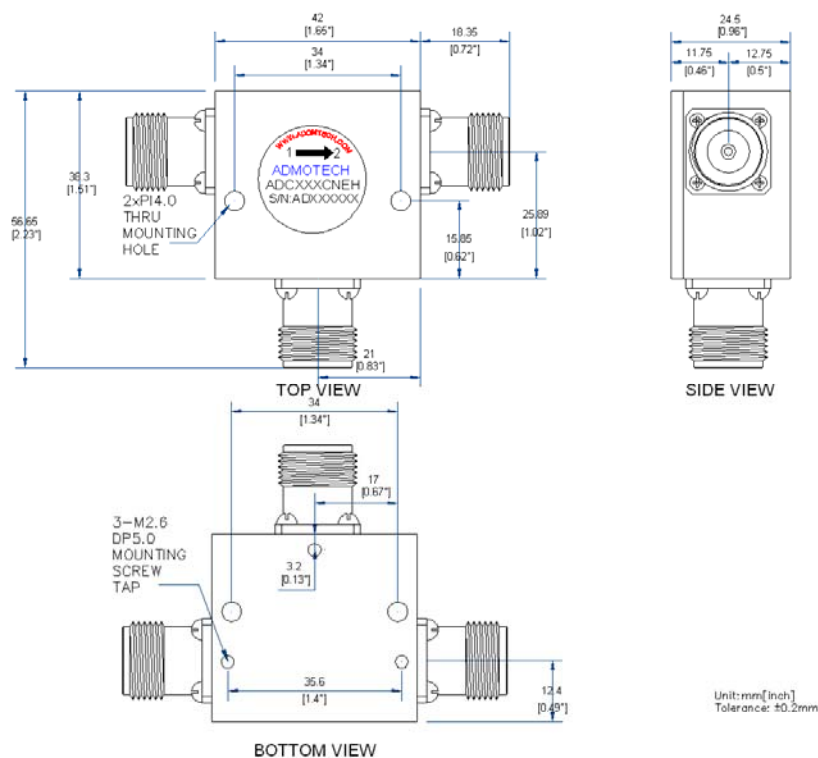 42
[1.65"]
18.35
[0.72"]
34
[1.34"]
24.5
[0.96"]
11.75
[0.46"]
12.75
[0.5"]
WWW.ADOMTECH.COM
1 2
ADMOTECH
ADCXXXCNEH
S/N:ADXXXXXX
38.3
[1.51"]
56.65
[2.23"]
2xPI4.0
THRU
MOUNTING
HOLE
15.85
[0.62"]
25.89
[1.02"]
21
[0.83"]
TOP VIEW
SIDE VIEW
34
[1.34"]
17
[0.67"]
3-M2.6
DP5.0
MOUNTING
SCREW
TAP
3.2
[0.13"]
35.6
[1.4"]
12.4
[0.49"]
Unit:mm[Inch]
Tolerance: ±0.2mm
BOTTOM VIEW